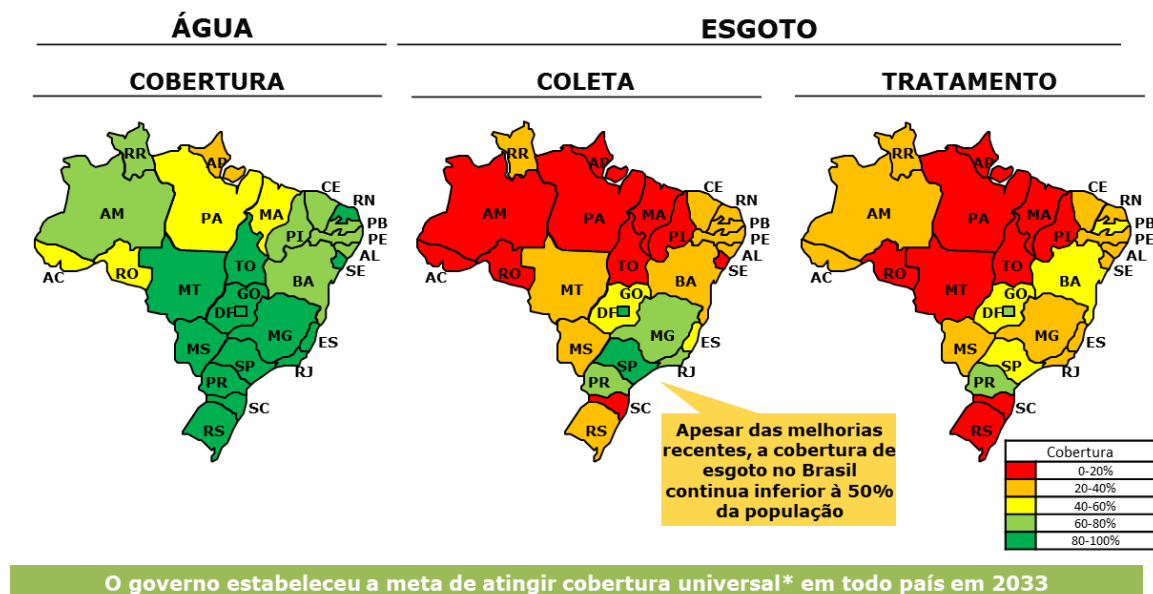 ÁGUA
ESGOTO
COBERTURA
COLETA
TRATAMENTO
RR
AP
AM
PA
MA
CE
RN
PB
PE
AL
SE
PI
AC
RO
TO
MT
BA
GO
DF
MG
ES
MS
SP
RJ
PR
SC
RS
RR
AP
AM
PA
MA
CE
RN
PB
PE
AL
SE
PI
AC
RO
TO
MT
BA
GO
DF
MG
ES
MS
SP
RJ
PR
SC
RS
RR
AP
AM
PA
MA
CE
RN
PB
PE
AL
SE
PI
AC
RO
TO
MT
BA
GO
DF
MG
ES
MS
SP
RJ
PR
SC
RS
Apesar das melhorias
recentes, a cobertura de
esgoto no Brasil
continua inferior à 50%
da população
Cobertura
0-20%
20-40%
40-60%
60-80%
80-100%
O governo estabeleceu a meta de atingir cobertura universal* em todo país em 2033